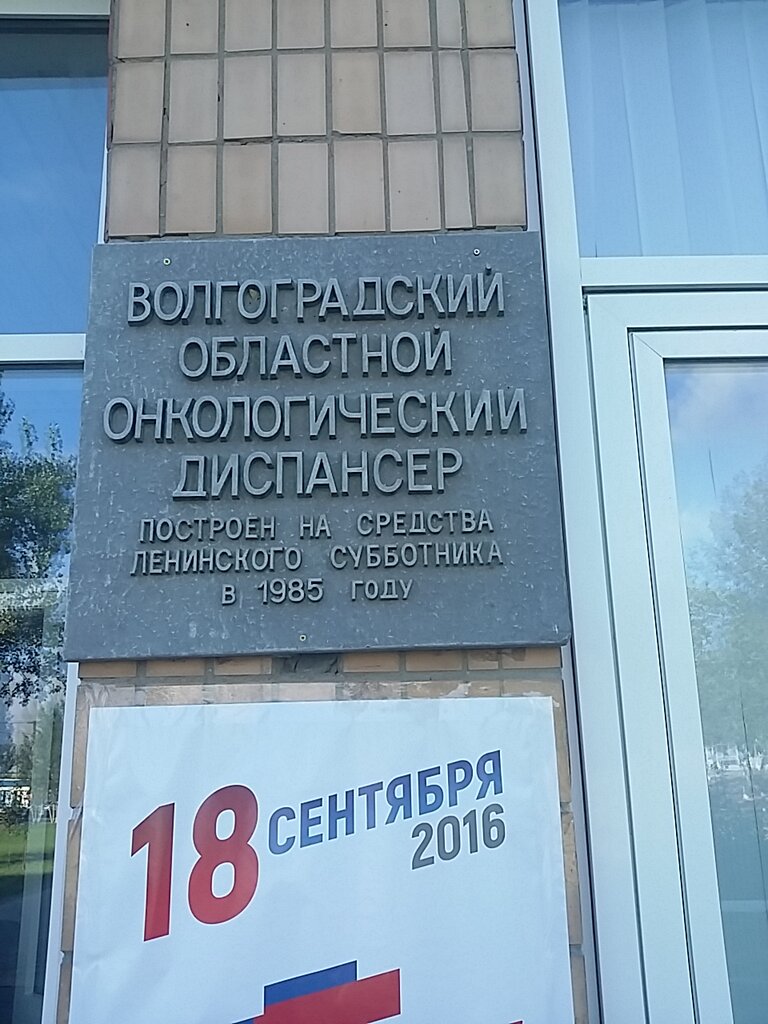 ВОЛГОГРАДСКИЙ
ОБЛАСТНОЙ
ОНКОЛОГИЧЕСКИЙ
ДИСПАНСЕР
ПОСТРОЕН НА СРЕДСТВА
ЛЕНИНСКОГО СУББОТНИКА
В 1985 ГОДУ
18 СЕНТЯБРЯ
2016